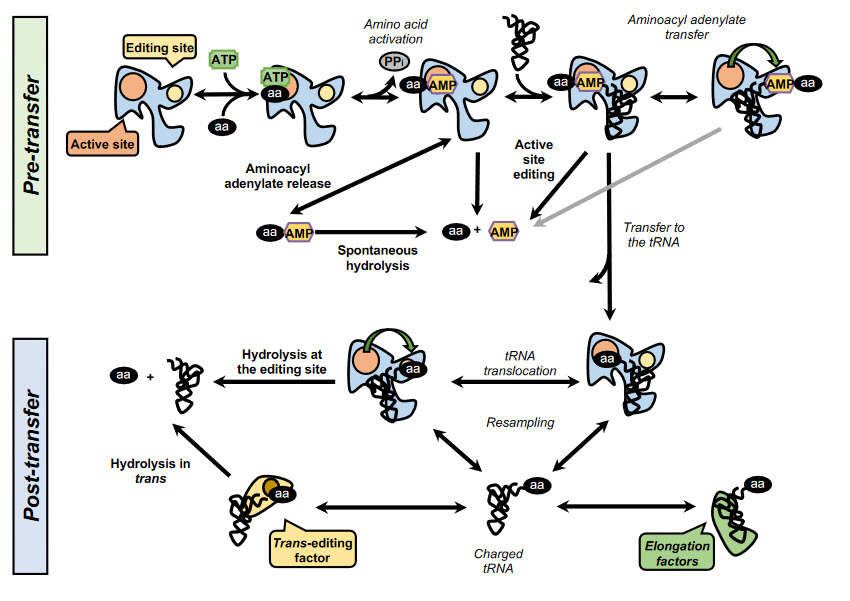 Pre-transfer
Editing site
Active site
ATP
aa
ATP
aa
Amino acid
activation
PPi
aa
AMP
aa
AMP
Aminoacyl adenylate
transfer
AMP
aa
Aminoacyl
adenylate release
Active
site
editing
aa
AMP
Spontaneous
hydrolysis
aa
+
AMP
Transfer to
the tRNA
Post-transfer
aa
+
Hydrolysis at
the editing site
aa
tRNA
translocation
aa
Resampling
Hydrolysis in
trans
aa
Trans-editing
factor
aa
Charged
tRNA
aa
Elongation
factors